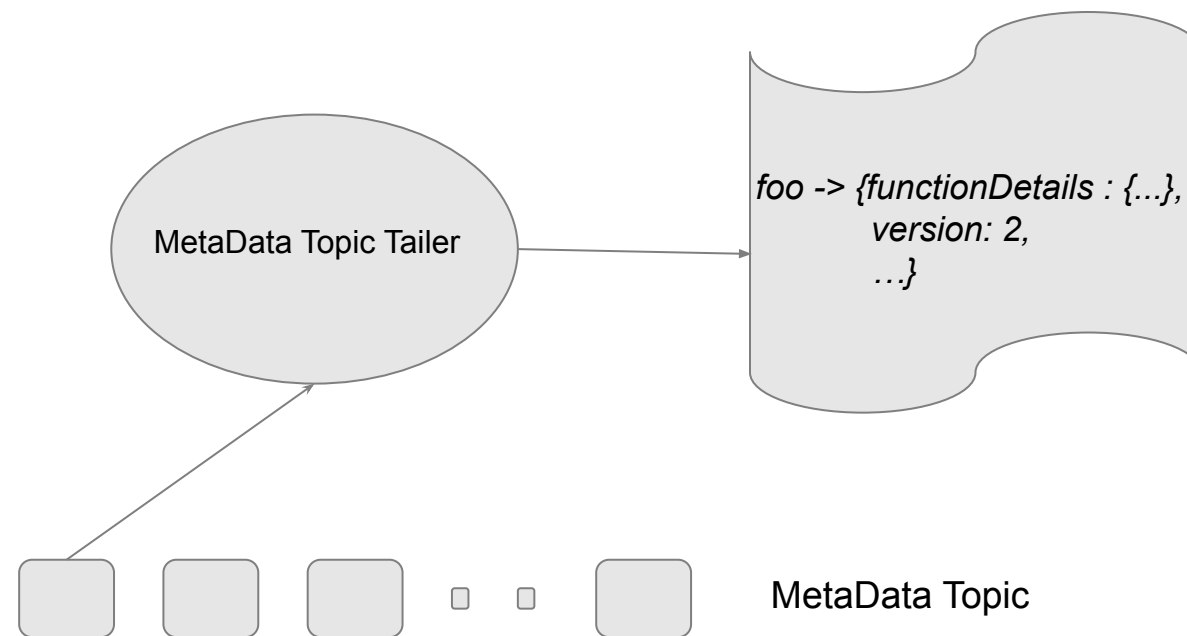 MetaData Topic Tailer
foo -> {functionDetails : {...},
version: 2,
…}
MetaData Topic